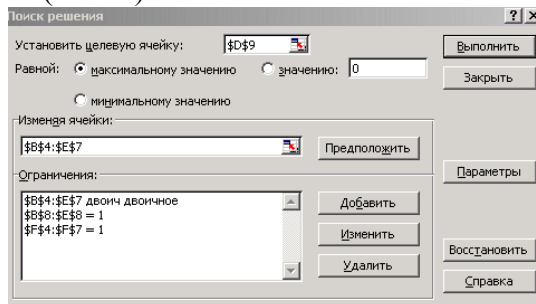 Поиск решения
Установить целевую ячейку: $D$9
Равной: максимальному значению значению: 0
минимальному значению
Изменяя ячейки:
$B$4:$E$7
Предположить
Ограничения:
$B$4:$E$7 двоич двоичное
$B$8:$E$8 = 1
$F$4:$F$7 = 1
Добавить
Изменить
Удалить
Выполнить
Закрыть
Параметры
Восстановить
Справка